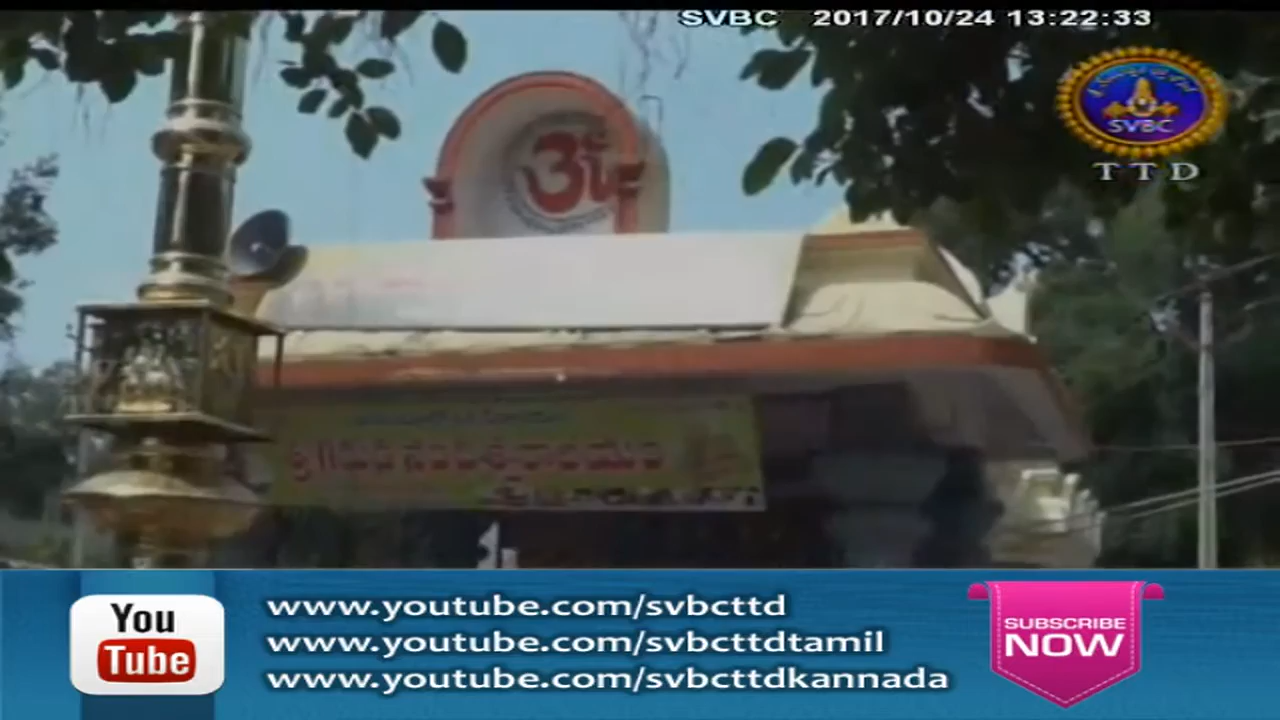 SVBC 2017/10/24 13:22:33
SVBC
TTD
ॐ
You
Tube
www.youtube.com/svbcttd
www.youtube.com/svbcttdtamil
www.youtube.com/svbcttdkannada
SUBSCRIBE
NOW